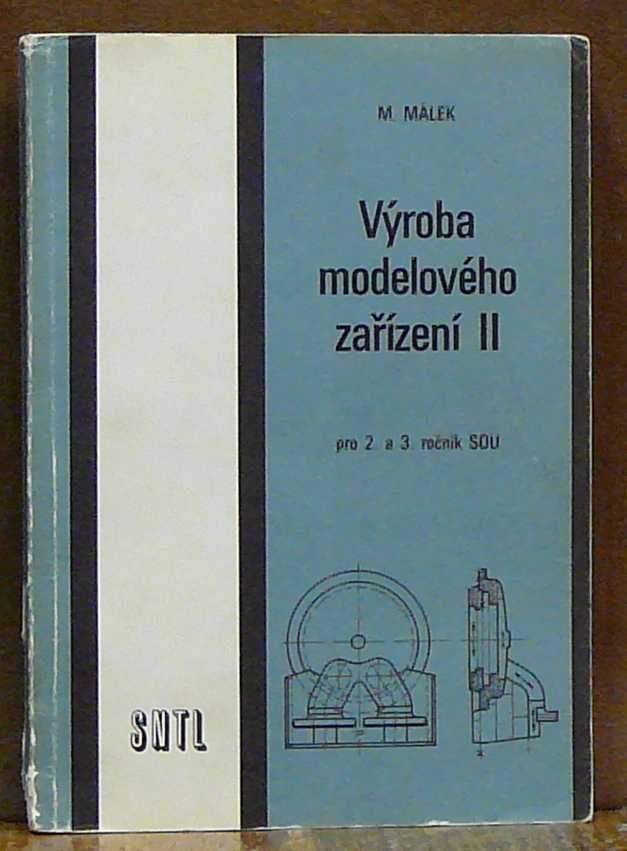 M. MÁLEK
Výroba
modelového
zařízení II
pro 2. a 3. ročník SOU
SNTL